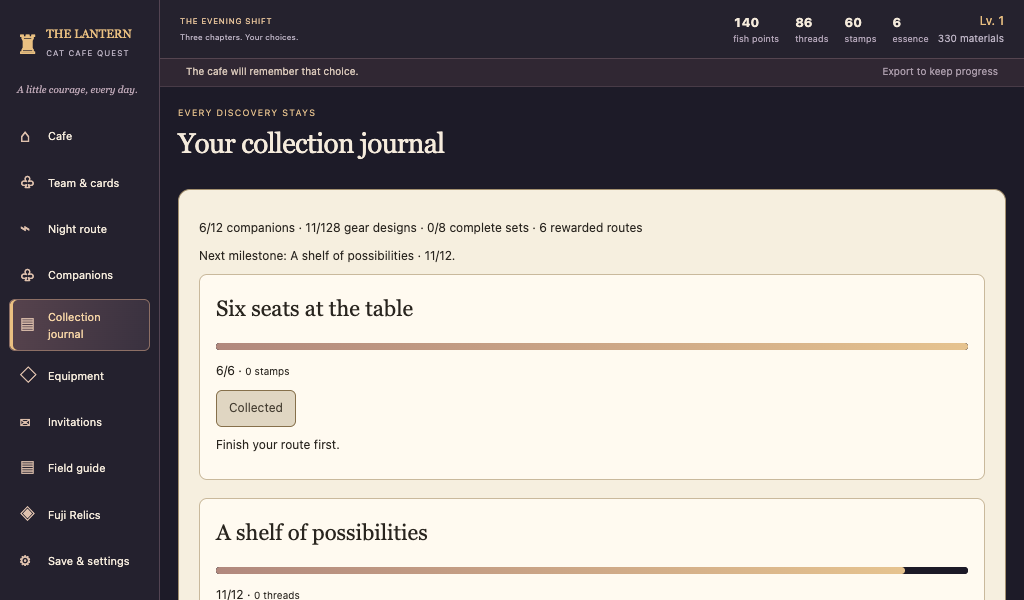 THE LANTERN
CAT CAFE QUEST
A little courage, every day.
Cafe
Team & cards
Night route
Companions
Collection
journal
Equipment
Invitations
Field guide
Fuji Relics
Save & settings
THE EVENING SHIFT
Three chapters. Your choices.
140
fish points
86
threads
60
stamps
6
essence
Lv. 1
330 materials
The cafe will remember that choice.
Export to keep progress
EVERY DISCOVERY STAYS
Your collection journal
6/12 companions · 11/128 gear designs · 0/8 complete sets · 6 rewarded routes
Next milestone: A shelf of possibilities · 11/12.
Six seats at the table
6/6 · 0 stamps
Collected
Finish your route first.
A shelf of possibilities
11/12 · 0 threads